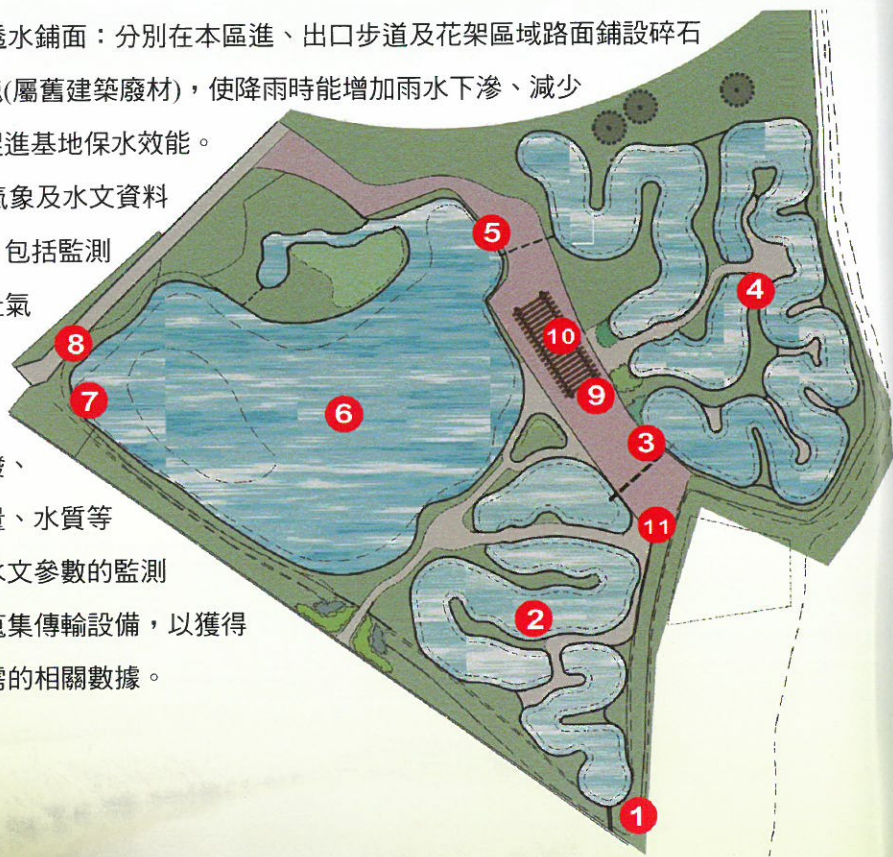 透水鋪面：分別在本區進、出口步道及花架區域路面鋪設碎石
(屬舊建築廢材)，使降雨時能增加雨水下滲、減少
進基地保水效能。
氣象及水文資料
包括監測
氣
、
量、水質等
水文參數的監測
蒐集傳輸設備，以獲得
需的相關數據。
5
4
10
8
9
7
6
3
11
2
1